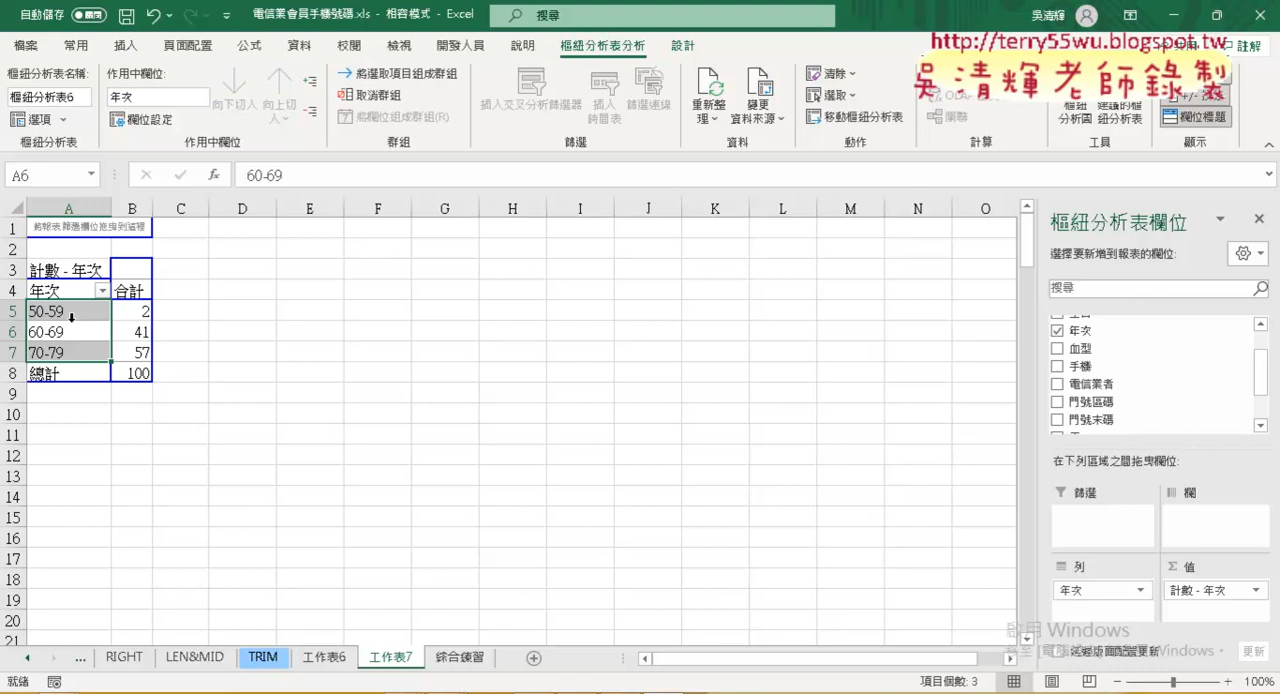 自動儲存 電信業會員手機號碼.xls - 相容模式 - Excel 搜尋 吳清輝
檔案 常用 插入 頁面配置 公式 資料 校閱 檢視 開發人員 說明 樞紐分析表分析 設計 註解
http://terry55wu.blogspot.tw
吳清輝老師錄製
樞紐分析表名稱: 作用中欄位: 將選取項目組成群組 清除
樞紐分析表6 年次 向下切入 向上切入 取消群組 插入交叉分析篩選器 插入時間表 篩選連線 重新整理 變更資料來源 選取
選項 欄位設定 將欄位組成群組(R) 移動樞紐分析表 關聯 樞紐分析圖 建議的樞紐分析表 欄位標題
樞紐分析表 作用中欄位 群組 篩選 資料 動作 計算 工具 顯示
A6 fx 60-69
A B C D E F G H I J K L M N O
1 將報表篩選欄位拖曳到這裡
2
3 計數 - 年次
4 年次 合計
5 50-59 2
6 60-69 41
7 70-79 57
8 總計 100
9
10
11
12
13
14
15
16
17
18
19
20
21
樞紐分析表欄位
選擇要新增到報表的欄位:
搜尋
年次
血型
手機
電信業者
門號區碼
門號末碼
在下列區域之間拖曳欄位:
篩選 欄
列 Σ 值
年次 計數 - 年次
啟用 Windows
延遲版面配置更新 更新
... RIGHT LEN&MID TRIM 工作表6 工作表7 綜合練習
就緒 項目個數: 3 100%